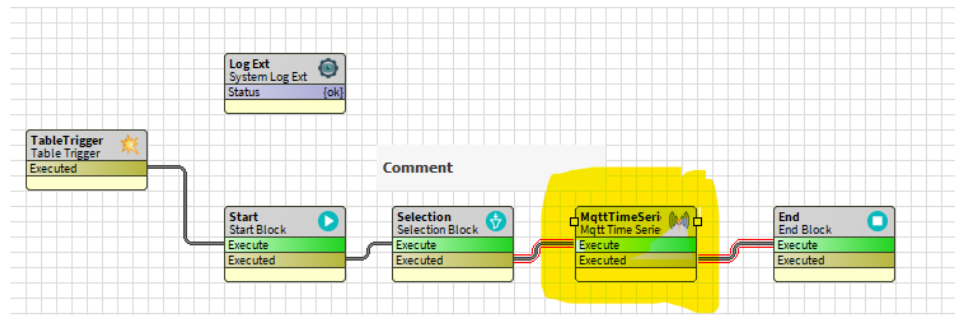 Log Ext
System Log Ext
Status {ok}
TableTrigger
Table Trigger
Executed
Comment
Start
Start Block
Execute
Executed
Selection
Selection Block
Execute
Executed
MqttTimeSeri
Mqtt Time Serie
Execute
Executed
End
End Block
Execute
Executed